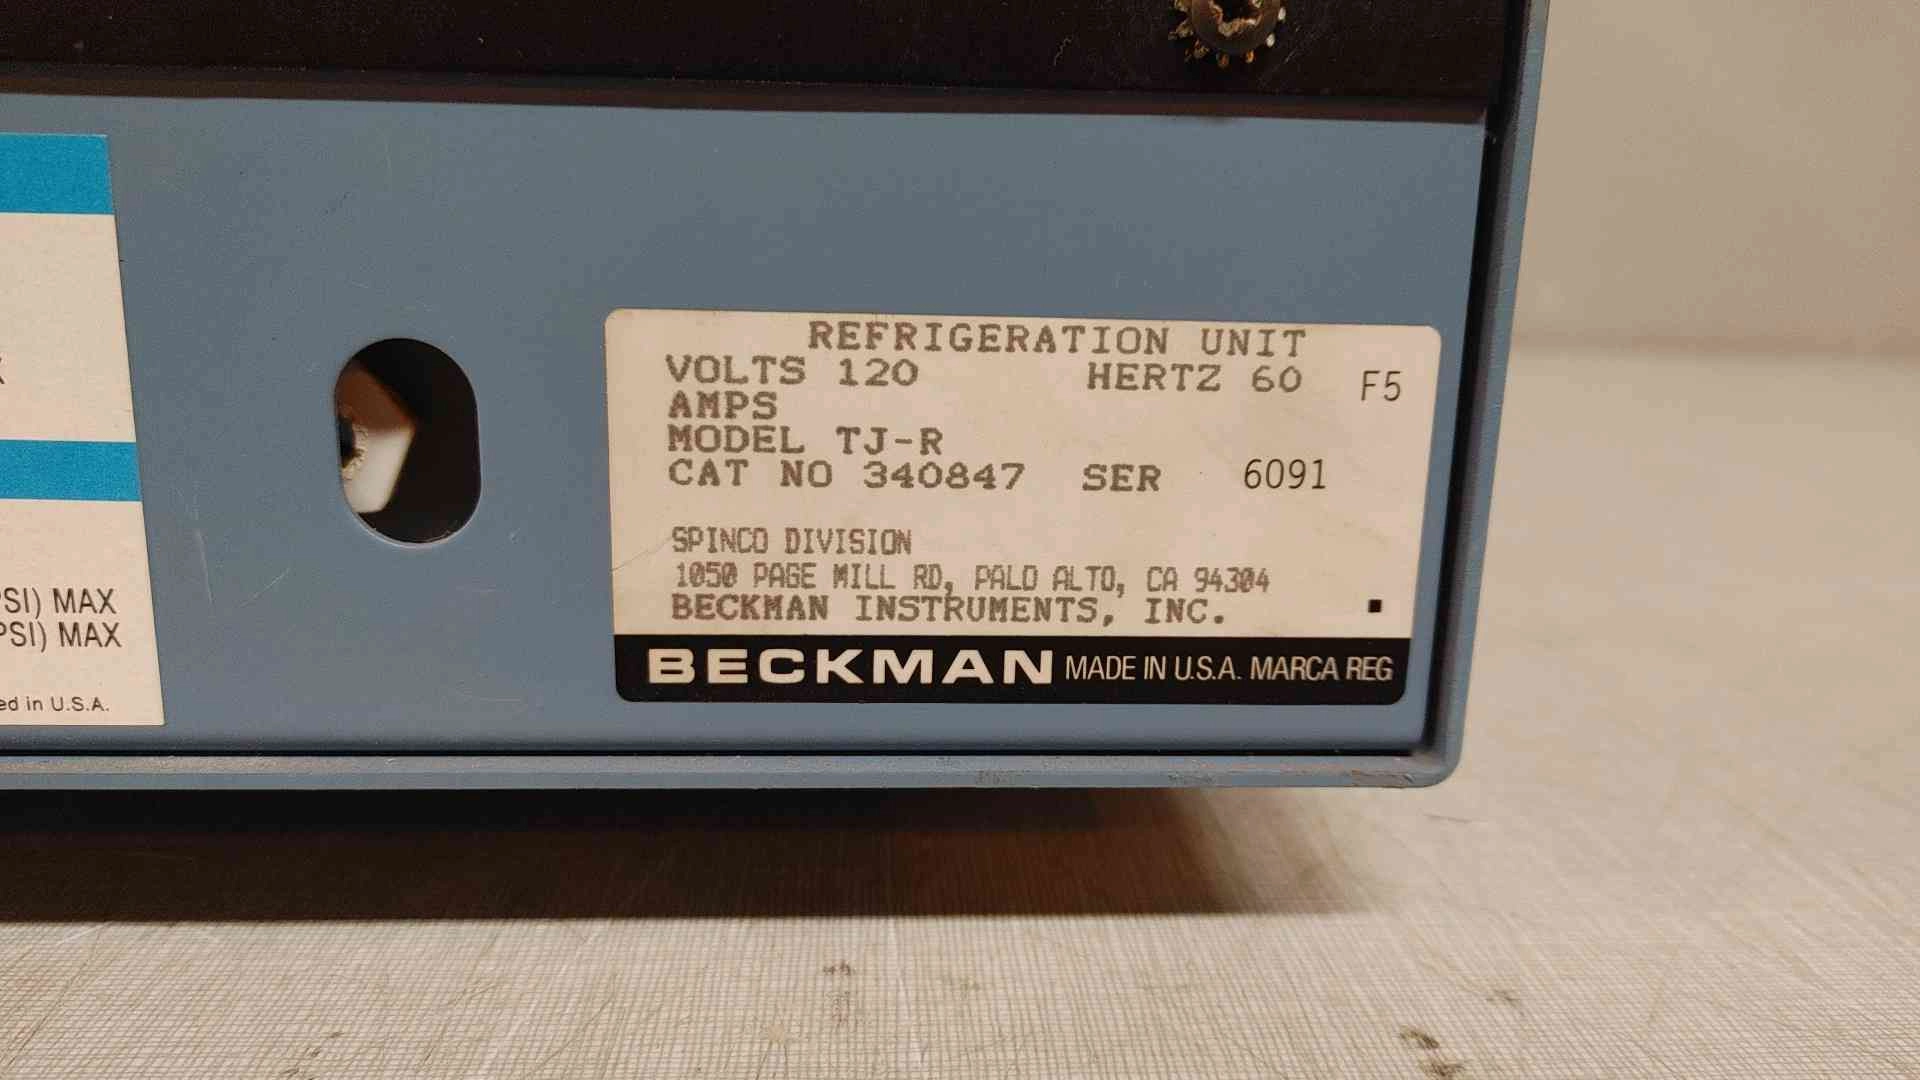 REFRIGERATION UNIT
VOLTS 120 HERTZ 60 F5
AMPS
MODEL TJ-R
CAT NO 340847 SER 6091
SPINCO DIVISION
1050 PAGE MILL RD, PALO ALTO, CA 94304
BECKMAN INSTRUMENTS, INC.
BECKMAN MADE IN U.S.A. MARCA REG
PSI) MAX
PSI) MAX
ed in U.S.A.